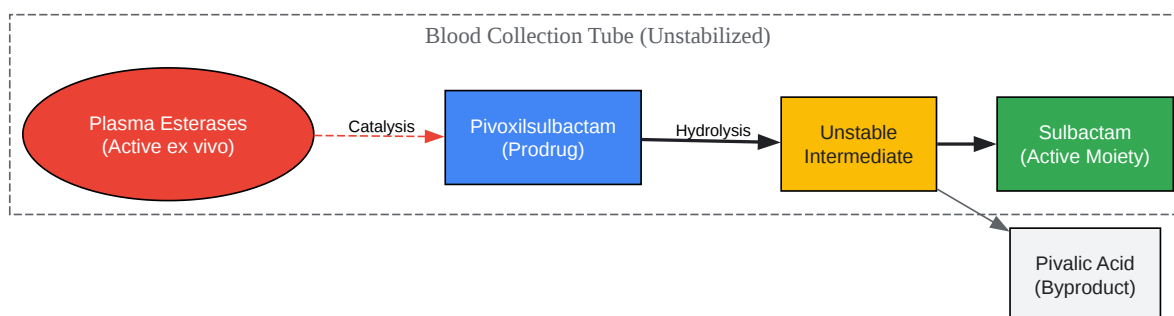 Blood Collection Tube (Unstabilized)
Plasma Esterases
(Active ex vivo)
Catalysis
Pivoxilsulbactam
(Prodrug)
Hydrolysis
Unstable
Intermediate
Sulbactam
(Active Moiety)
Pivalic Acid
(Byproduct)